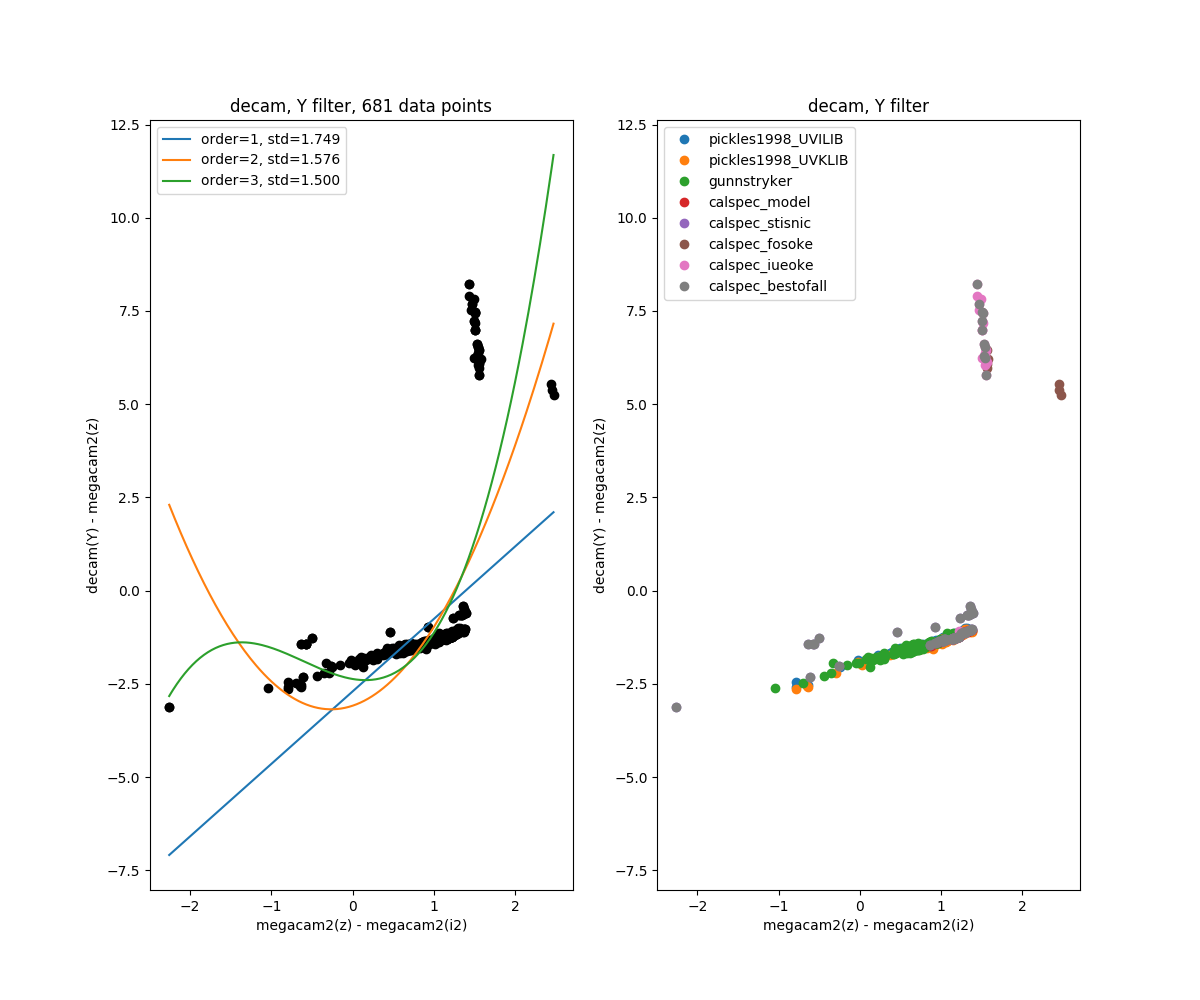 decam, Y filter, 681 data points
order=1, std=1.749
order=2, std=1.576
order=3, std=1.500
12.5
10.0
7.5
5.0
2.5
0.0
−2.5
−5.0
−7.5
decam(Y) - megacam2(z)
−2
−1
0
1
2
megacam2(z) - megacam2(i2)
decam, Y filter
pickles1998_UVILIB
pickles1998_UVKLIB
gunnstryker
calspec_model
calspec_stisnic
calspec_fosoke
calspec_iueoke
calspec_bestofall
12.5
10.0
7.5
5.0
2.5
0.0
−2.5
−5.0
−7.5
decam(Y) - megacam2(z)
−2
−1
0
1
2
megacam2(z) - megacam2(i2)